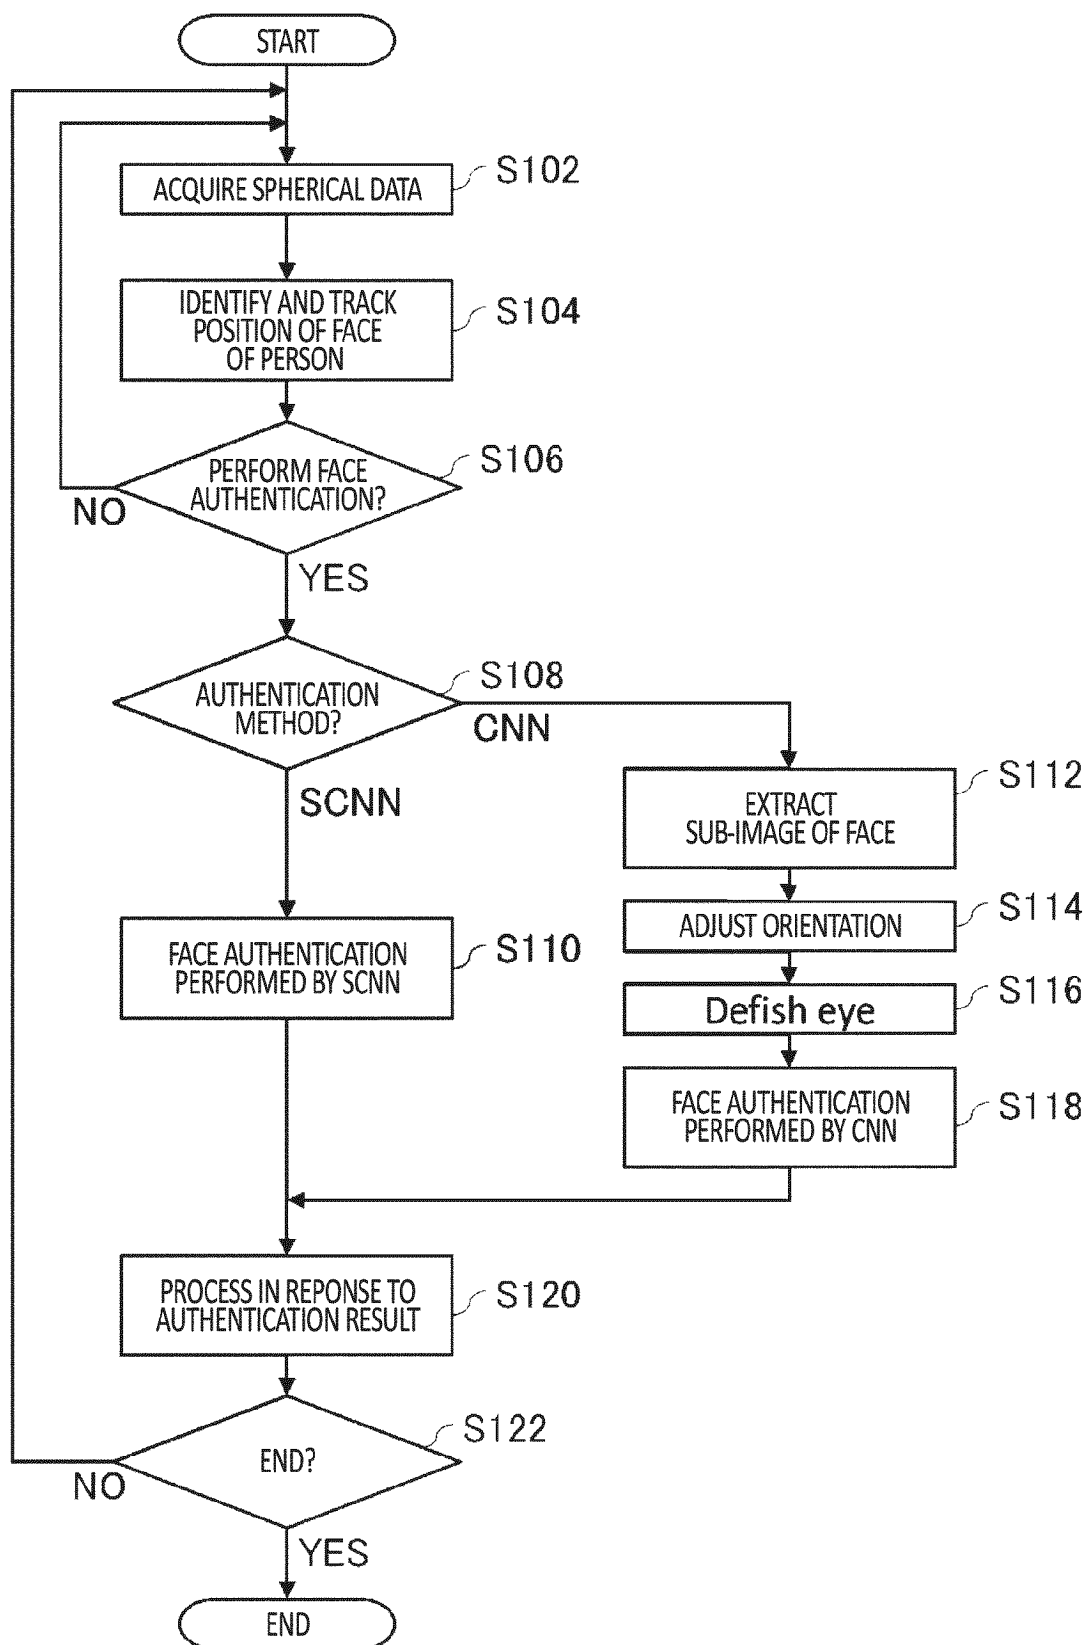 START
ACQUIRE SPHERICAL DATA
S102
IDENTIFY AND TRACK
POSITION OF FACE
OF PERSON
S104
PERFORM FACE
AUTHENTICATION?
S106
NO
YES
AUTHENTICATION
METHOD?
S108
CNN
SCNN
EXTRACT
SUB-IMAGE OF FACE
S112
ADJUST ORIENTATION
S114
Defish eye
S116
FACE AUTHENTICATION
PERFORMED BY CNN
S118
FACE AUTHENTICATION
PERFORMED BY SCNN
S110
PROCESS IN REPONSE TO
AUTHENTICATION RESULT
S120
END?
S122
NO
YES
END